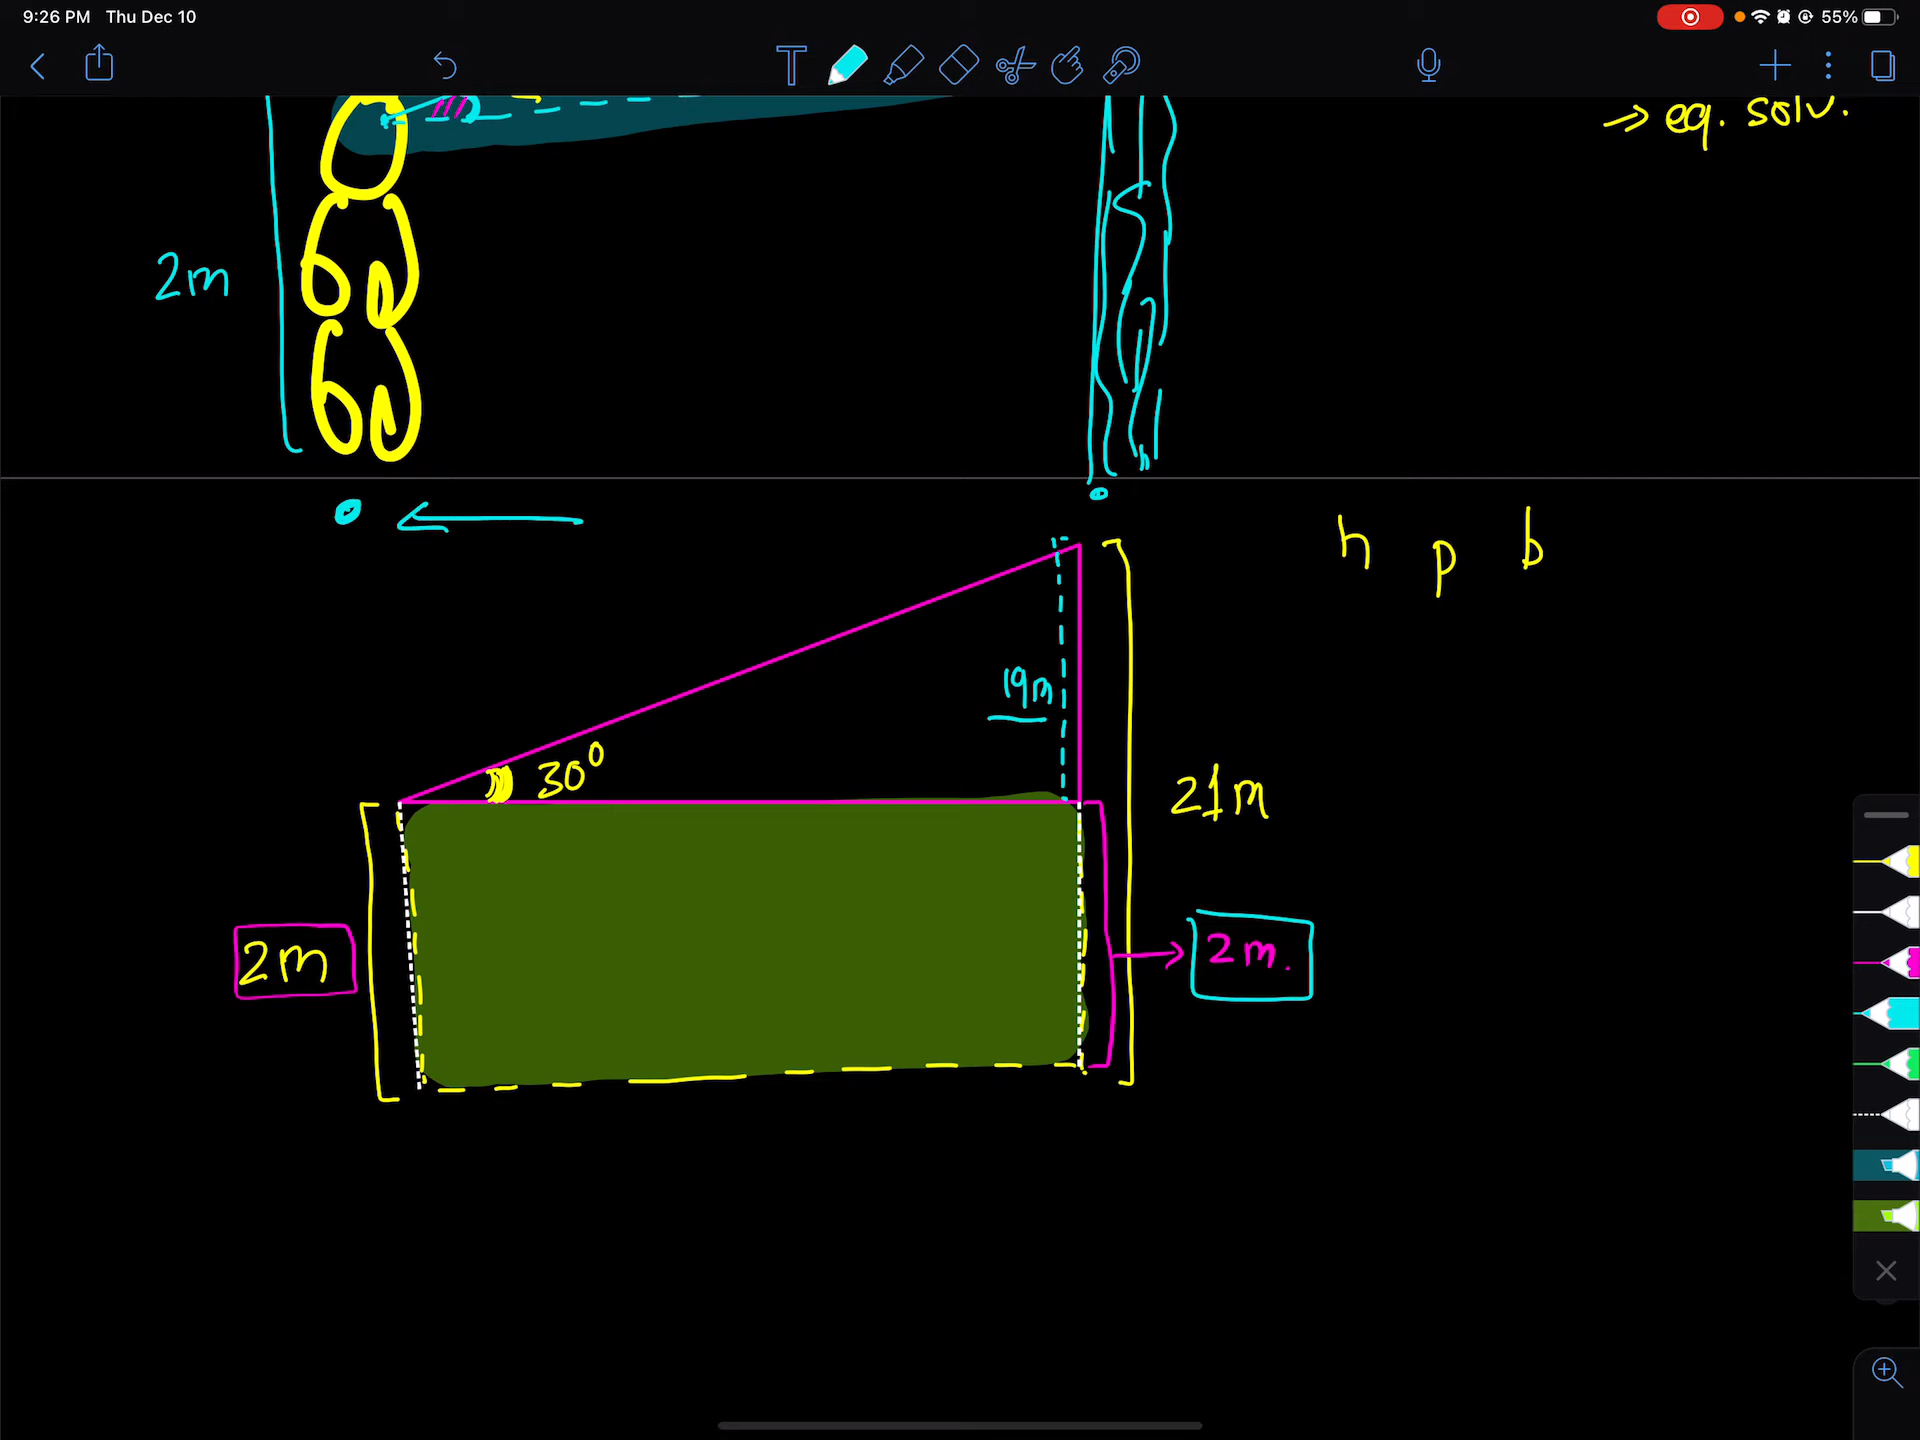 9:26 PM Thu Dec 10
55%
→ eq. solv.
2m
h p b
19m
30°
21m
2m
2m.